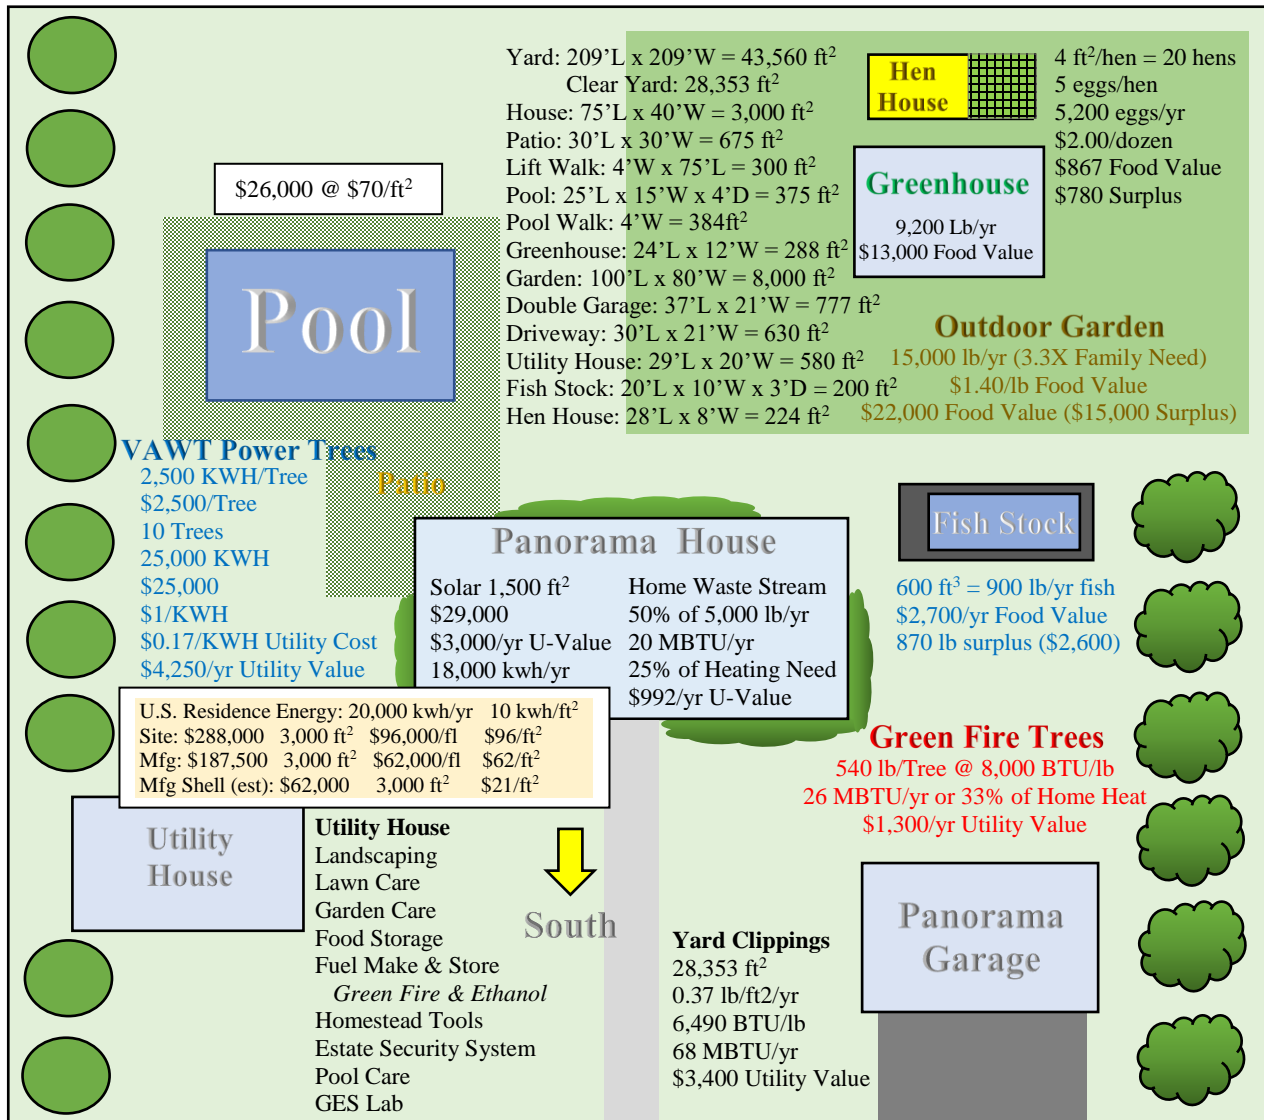 Yard: 209’L x 209’W = 43,560 ft²
Clear Yard: 28,353 ft²
House: 75’L x 40’W = 3,000 ft²
Patio: 30’L x 30’W = 675 ft²
Lift Walk: 4’W x 75’L = 300 ft²
Pool: 25’L x 15’W x 4’D = 375 ft²
Pool Walk: 4’W = 384ft²
Greenhouse: 24’L x 12’W = 288 ft²
Garden: 100’L x 80’W = 8,000 ft²
Double Garage: 37’L x 21’W = 777 ft²
Driveway: 30’L x 21’W = 630 ft²
Utility House: 29’L x 20’W = 580 ft²
Fish Stock: 20’L x 10’W x 3’D = 200 ft²
Hen House: 28’L x 8’W = 224 ft²
Hen
House
4 ft²/hen = 20 hens
5 eggs/hen
5,200 eggs/yr
$2.00/dozen
$867 Food Value
$780 Surplus
Greenhouse
9,200 Lb/yr
$13,000 Food Value
Outdoor Garden
15,000 lb/yr (3.3X Family Need)
$1.40/lb Food Value
$22,000 Food Value ($15,000 Surplus)
$26,000 @ $70/ft²
Pool
Patio
VAWT Power Trees
2,500 KWH/Tree
$2,500/Tree
10 Trees
25,000 KWH
$25,000
$1/KWH
$0.17/KWH Utility Cost
$4,250/yr Utility Value
Panorama House
Solar 1,500 ft²
$29,000
$3,000/yr U-Value
18,000 kwh/yr
Home Waste Stream
50% of 5,000 lb/yr
20 MBTU/yr
25% of Heating Need
$992/yr U-Value
Fish Stock
600 ft³ = 900 lb/yr fish
$2,700/yr Food Value
870 lb surplus ($2,600)
U.S. Residence Energy: 20,000 kwh/yr 10 kwh/ft²
Site: $288,000 3,000 ft² $96,000/fl $96/ft²
Mfg: $187,500 3,000 ft² $62,000/fl $62/ft²
Mfg Shell (est): $62,000 3,000 ft² $21/ft²
Green Fire Trees
540 lb/Tree @ 8,000 BTU/lb
26 MBTU/yr or 33% of Home Heat
$1,300/yr Utility Value
Utility
House
Utility House
Landscaping
Lawn Care
Garden Care
Food Storage
Fuel Make & Store
Green Fire & Ethanol
Homestead Tools
Estate Security System
Pool Care
GES Lab
South
Yard Clippings
28,353 ft²
0.37 lb/ft2/yr
6,490 BTU/lb
68 MBTU/yr
$3,400 Utility Value
Panorama
Garage